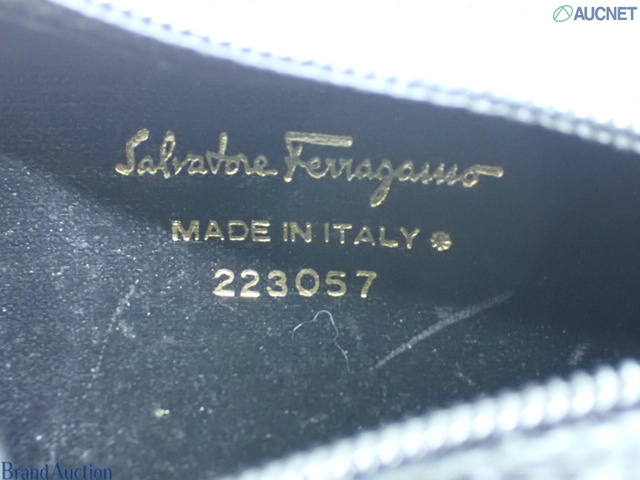 AUCNET
Salvatore Ferragamo
MADE IN ITALY
223057
Brand Auction